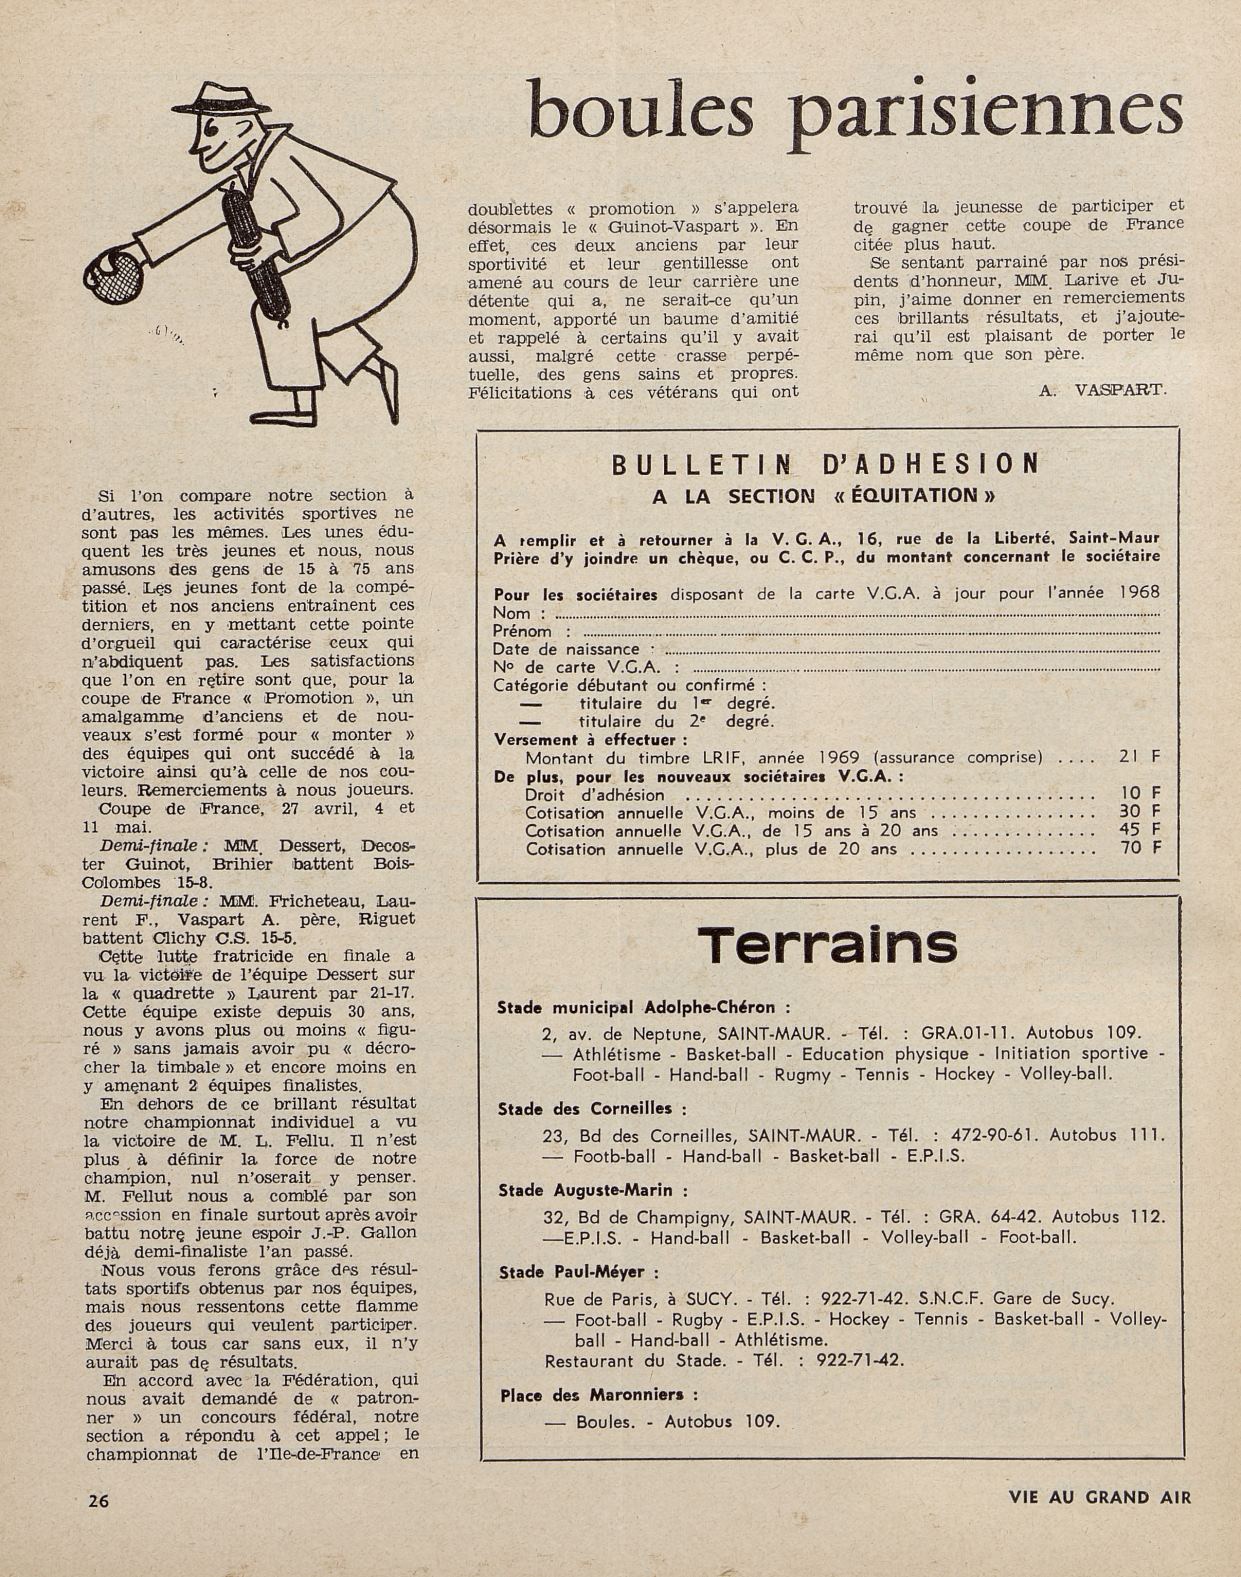 boules parisiennes
Si l'on compare notre section à
d'autres, les activités sportives ne
sont pas les mêmes. Les unes édu-
quent les très jeunes et nous, nous
amusons des gens de 15 à 75 ans
passé. Les jeunes font de la compé-
tition et nos anciens entraînent ces
derniers, en y mettant cette pointe
d'orgueil qui caractérise ceux qui
n'abdiquent pas. Les satisfactions
que l'on en retire sont que, pour la
coupe de France « Promotion », un
amalgamme d'anciens et de nou-
veaux s'est formé pour « monter »
des équipes qui ont succédé à la
victoire ainsi qu'à celle de nos cou-
leurs. Remerciements à nous joueurs.
Coupe de France, 27 avril, 4 et
11 mai.
Demi-finale : MM. Dessert, Decos-
ter Guinot, Brihier battent Bois-
Colombes 15-8.
Demi-finale : MM. Fricheteau, Lau-
rent F., Vaspart A. père, Riguet
battent Clichy C.S. 15-5.
Cette lutte fratricide en finale a
vu la victoire de l'équipe Dessert sur
la « quadrette » Laurent par 21-17.
Cette équipe existe depuis 30 ans,
nous y avons plus ou moins « figu-
ré » sans jamais avoir pu « décro-
cher la timbale » et encore moins en
y amenant 2 équipes finalistes.
En dehors de ce brillant résultat
notre championnat individuel a vu
la victoire de M. L. Fellu. Il n'est
plus à définir la force de notre
champion, nul n'oserait y penser.
M. Fellut nous a comblé par son
accession en finale surtout après avoir
battu notre jeune espoir J.-P. Gallon
déjà demi-finaliste l'an passé.
Nous vous ferons grâce des résul-
tats sportifs obtenus par nos équipes,
mais nous ressentons cette flamme
des joueurs qui veulent participer.
Merci à tous car sans eux, il n'y
aurait pas de résultats.
En accord avec la Fédération, qui
nous avait demandé de « patron-
ner » un concours fédéral, notre
section a répondu à cet appel ; le
championnat de l'Ile-de-France en
doublettes « promotion » s'appelera
désormais le « Guinot-Vaspart ». En
effet, ces deux anciens par leur
sportivité et leur gentillesse ont
amené au cours de leur carrière une
détente qui a, ne serait-ce qu'un
moment, apporté un baume d'amitié
et rappelé à certains qu'il y avait
aussi, malgré cette crasse perpé-
tuelle, des gens sains et propres.
Félicitations à ces vétérans qui ont
trouvé la jeunesse de participer et
de gagner cette coupe de France
citée plus haut.
Se sentant parrainé par nos prési-
dents d'honneur, MM. Larive et Ju-
pin, j'aime donner en remerciements
ces brillants résultats, et j'ajoute-
rai qu'il est plaisant de porter le
même nom que son père.
A. VASPART.
BULLETIN D'ADHESION
A LA SECTION « ÉQUITATION »
A remplir et à retourner à la V. G. A., 16, rue de la Liberté, Saint-Maur
Prière d'y joindre un chèque, ou C. C. P., du montant concernant le sociétaire
Pour les sociétaires disposant de la carte V.G.A. à jour pour l'année 1968
Nom : ..........
Prénom : ..........
Date de naissance : ..........
N° de carte V.G.A. : ..........
Catégorie débutant ou confirmé :
— titulaire du 1er degré.
— titulaire du 2e degré.
Versement à effectuer :
Montant du timbre LRIF, année 1969 (assurance comprise) .... 21 F
De plus, pour les nouveaux sociétaires V.G.A. :
Droit d'adhésion .......... 10 F
Cotisation annuelle V.G.A., moins de 15 ans .......... 30 F
Cotisation annuelle V.G.A., de 15 ans à 20 ans .......... 45 F
Cotisation annuelle V.G.A., plus de 20 ans .......... 70 F
Terrains
Stade municipal Adolphe-Chéron :
2, av. de Neptune, SAINT-MAUR. - Tél. : GRA.01-11. Autobus 109.
— Athlétisme - Basket-ball - Education physique - Initiation sportive -
Foot-ball - Hand-ball - Rugmy - Tennis - Hockey - Volley-ball.
Stade des Corneilles :
23, Bd des Corneilles, SAINT-MAUR. - Tél. : 472-90-61. Autobus 111.
— Footb-ball - Hand-ball - Basket-ball - E.P.I.S.
Stade Auguste-Marin :
32, Bd de Champigny, SAINT-MAUR. - Tél. : GRA. 64-42. Autobus 112.
—E.P.I.S. - Hand-ball - Basket-ball - Volley-ball - Foot-ball.
Stade Paul-Méyer :
Rue de Paris, à SUCY. - Tél. : 922-71-42. S.N.C.F. Gare de Sucy.
— Foot-ball - Rugby - E.P.I.S. - Hockey - Tennis - Basket-ball - Volley-
ball - Hand-ball - Athlétisme.
Restaurant du Stade. - Tél. : 922-71-42.
Place des Maronniers :
— Boules. - Autobus 109.
26
VIE AU GRAND AIR